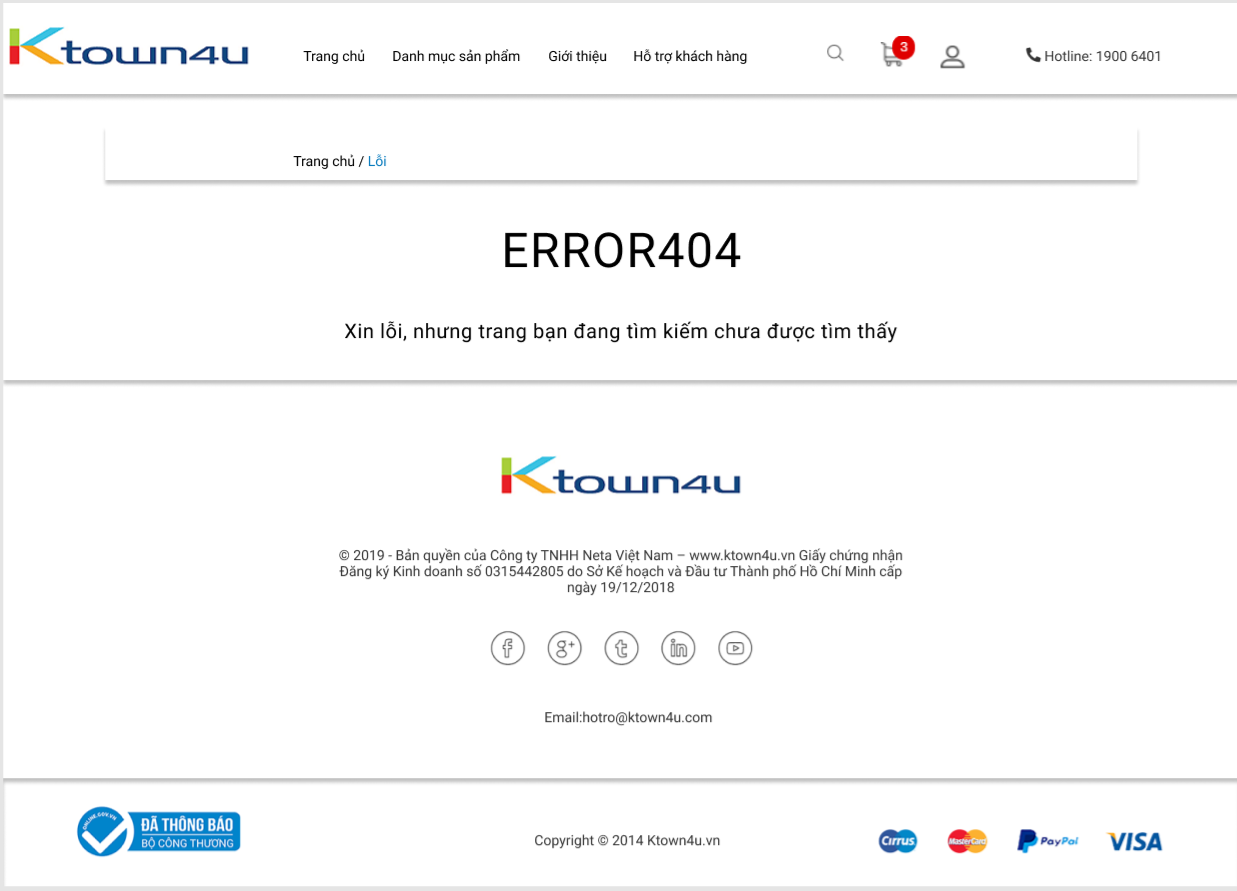 Ktown4u
Trang chủ
Danh mục sản phẩm
Giới thiệu
Hỗ trợ khách hàng
3
Hotline: 1900 6401
Trang chủ / Lỗi
ERROR404
Xin lỗi, nhưng trang bạn đang tìm kiếm chưa được tìm thấy
Ktown4u
© 2019 - Bản quyền của Công ty TNHH Neta Việt Nam – www.ktown4u.vn Giấy chứng nhận
Đăng ký Kinh doanh số 0315442805 do Sở Kế hoạch và Đầu tư Thành phố Hồ Chí Minh cấp
ngày 19/12/2018
f
g+
t
in
Email:hotro@ktown4u.com
ONLINE.GOV.VN
ĐÃ THÔNG BÁO
BỘ CÔNG THƯƠNG
Copyright © 2014 Ktown4u.vn
Cirrus
MasterCard
PayPal
VISA